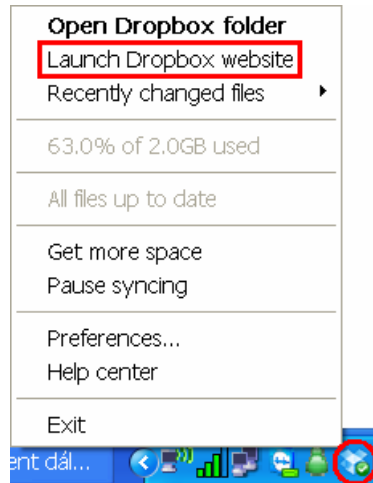 Open Dropbox folder
Launch Dropbox website
Recently changed files
63.0% of 2.0GB used
All files up to date
Get more space
Pause syncing
Preferences...
Help center
Exit
ent dál...